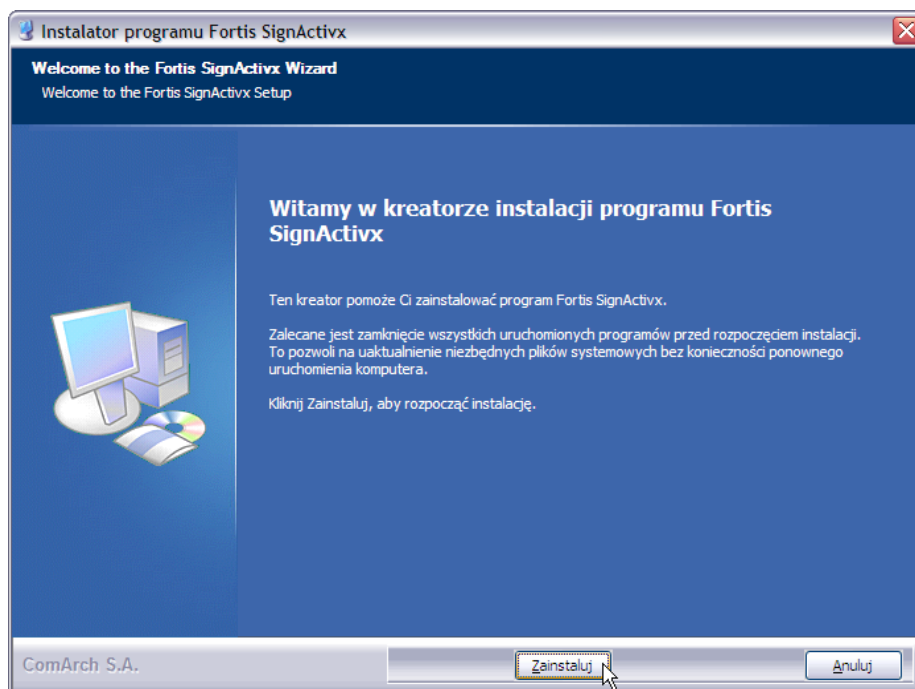 Instalator programu Fortis SignActivx
Welcome to the Fortis SignActivx Wizard
Welcome to the Fortis SignActivx Setup
Witamy w kreatorze instalacji programu Fortis
SignActivx
Ten kreator pomoże Ci zainstalować program Fortis SignActivx.
Zalecane jest zamknięcie wszystkich uruchomionych programów przed rozpoczęciem instalacji.
To pozwoli na uaktualnienie niezbędnych plików systemowych bez konieczności ponownego
uruchomienia komputera.
Kliknij Zainstaluj, aby rozpocząć instalację.
ComArch S.A.
Zainstaluj
Anuluj